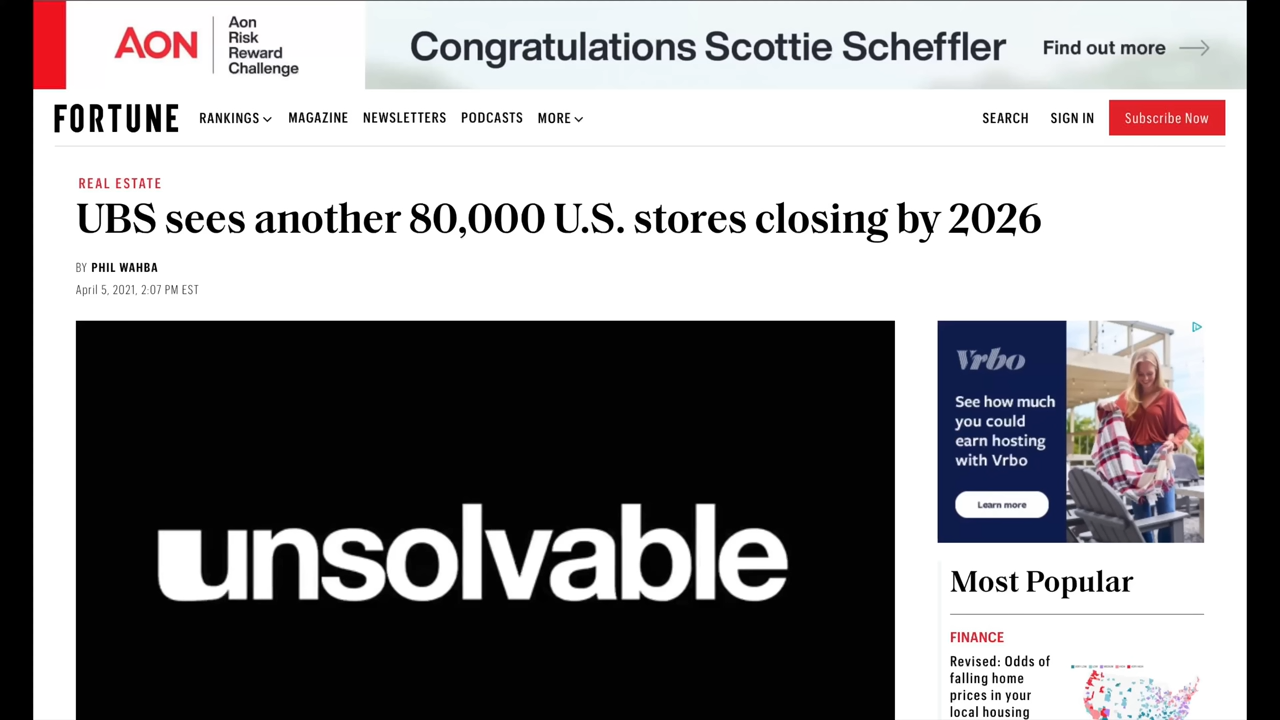 AON
Aon
Risk
Reward
Challenge
Congratulations Scottie Scheffler
Find out more
FORTUNE
RANKINGS
MAGAZINE
NEWSLETTERS
PODCASTS
MORE
SEARCH
SIGN IN
Subscribe Now
REAL ESTATE
UBS sees another 80,000 U.S. stores closing by 2026
BY PHIL WAHBA
April 5, 2021, 2:07 PM EST
unsolvable
Vrbo
See how much
you could
earn hosting
with Vrbo
Learn more
Most Popular
FINANCE
Revised: Odds of
falling home
prices in your
local housing